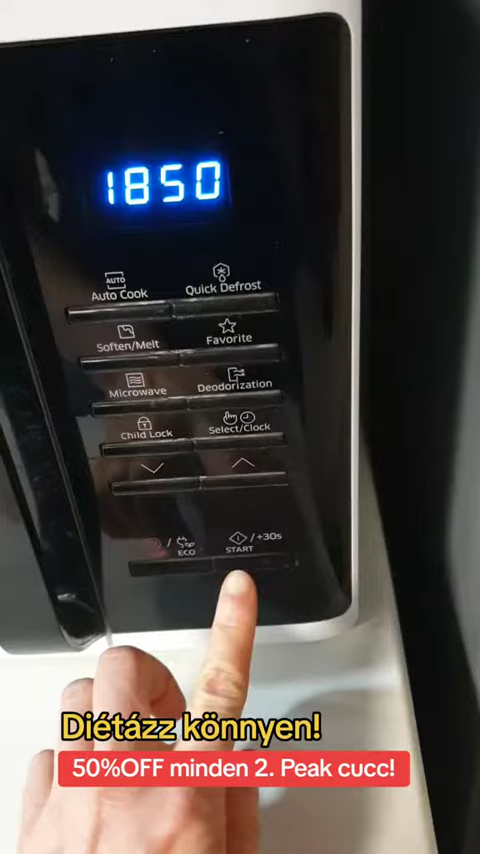 1850
AUTO
Auto Cook
Quick Defrost
Soften/Melt
Favorite
Microwave
Deodorization
Child Lock
Select/Clock
/ ECO
/ +30s
START
Diétázz könnyen!
50%OFF minden 2. Peak cucc!